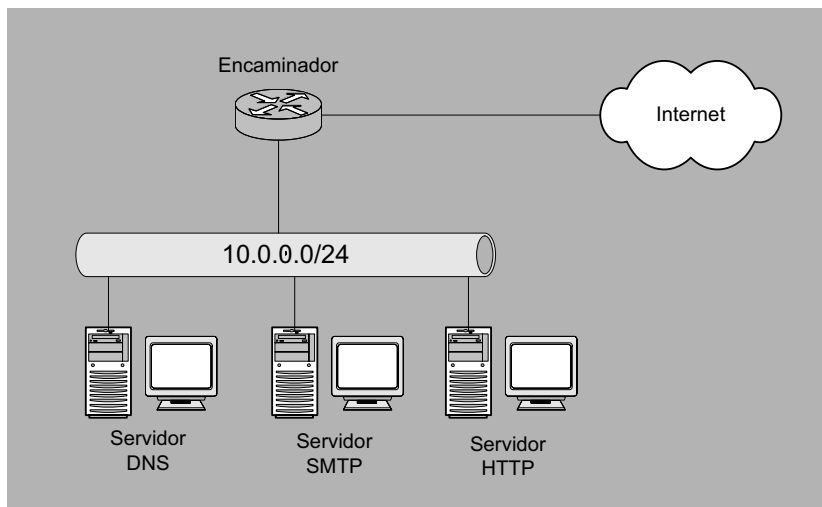 Encaminador
Internet
10.0.0.0/24
Servidor
DNS
Servidor
SMTP
Servidor
HTTP